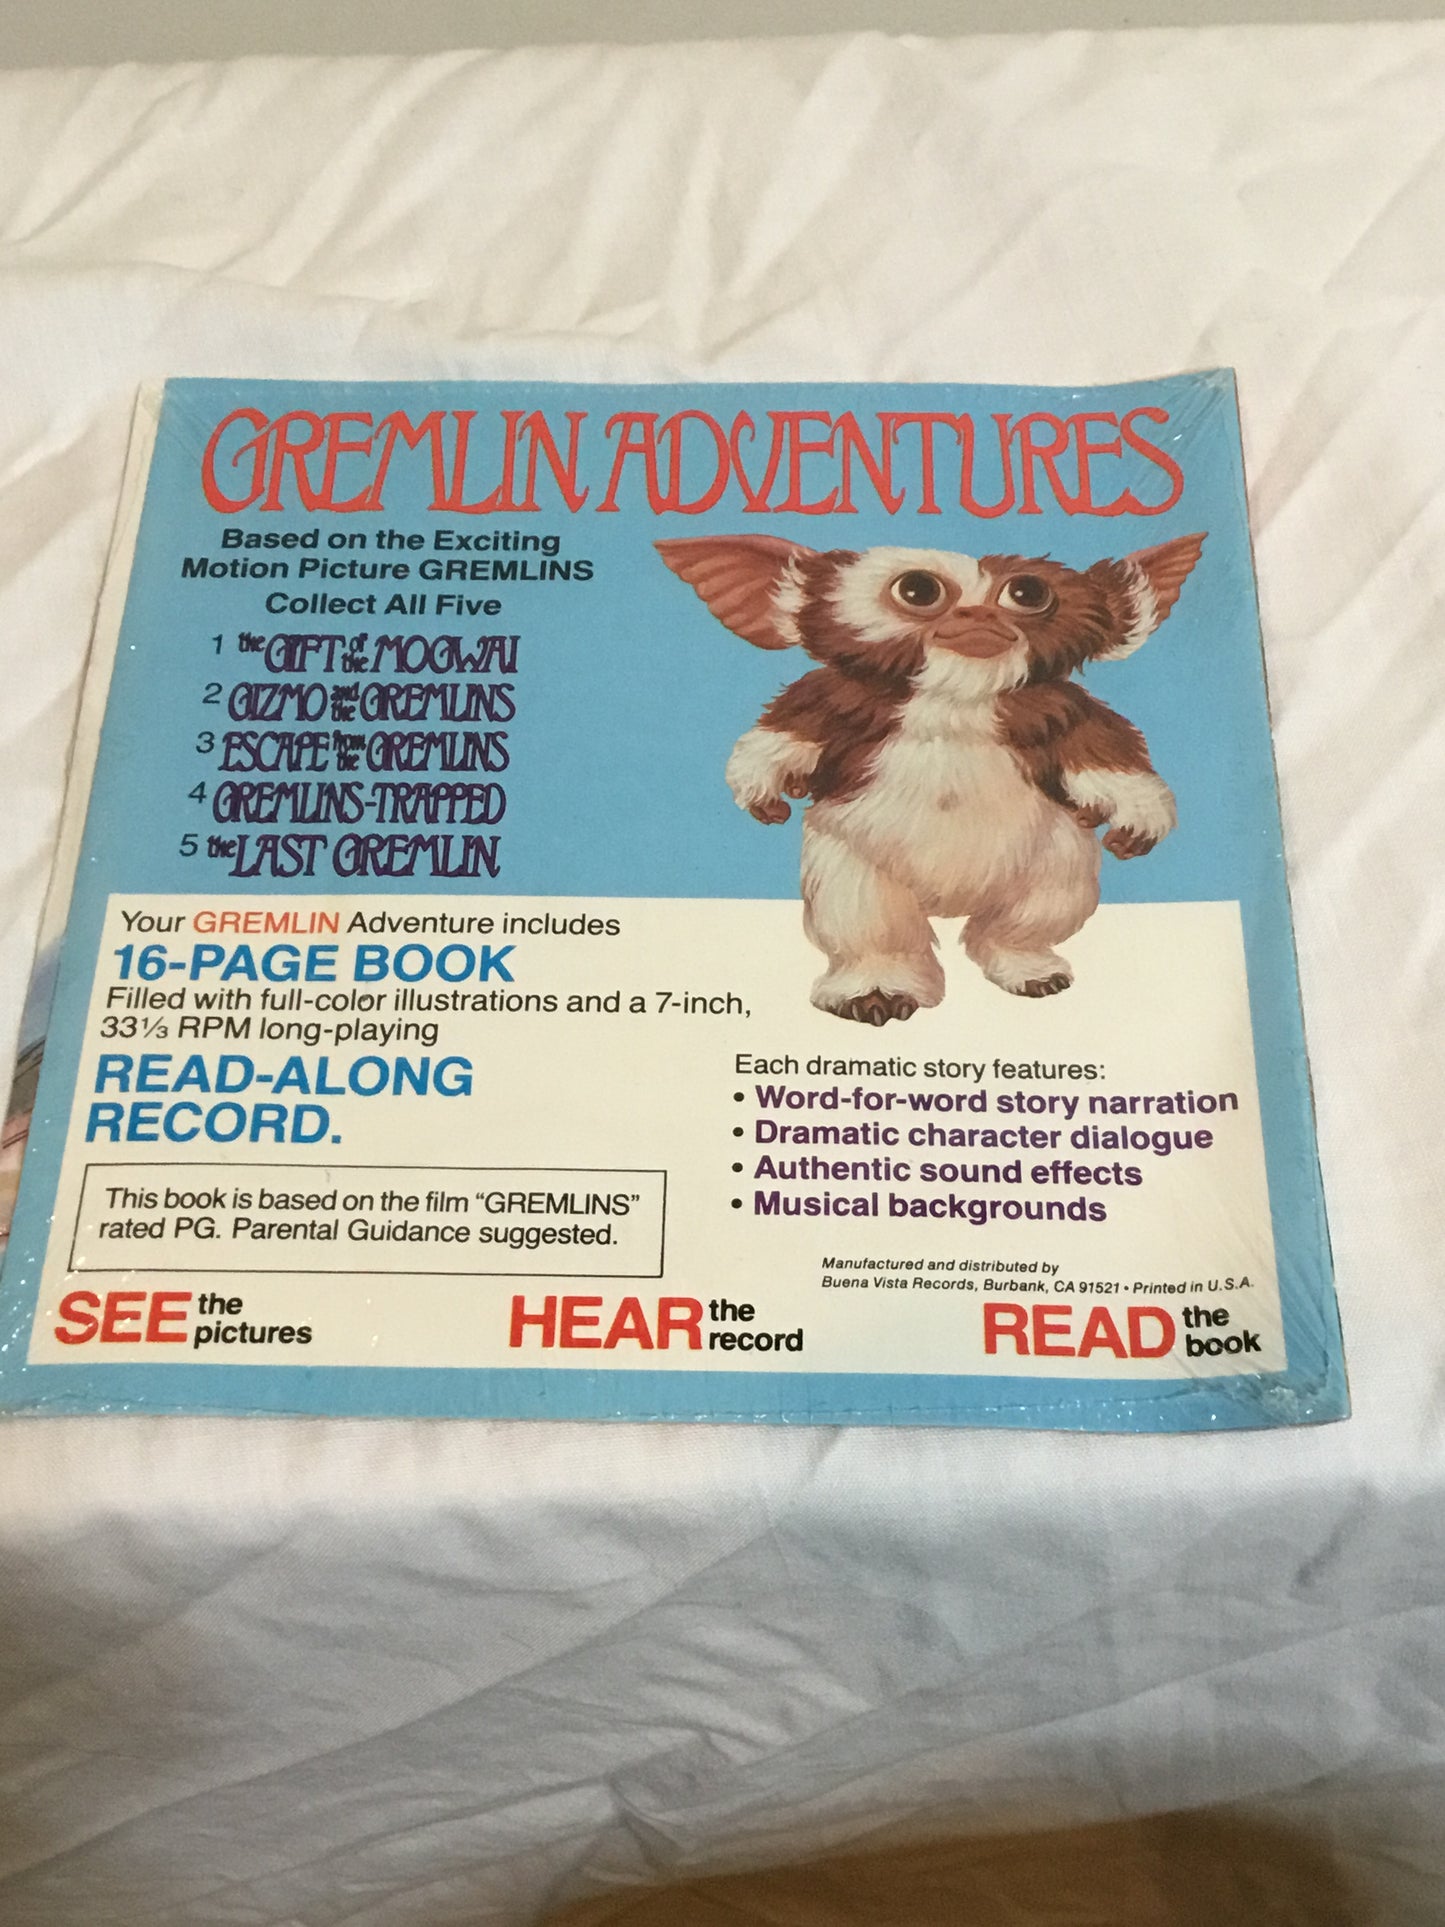 GREMLIN ADVENTURES
Based on the Exciting
Motion Picture GREMLINS
Collect All Five
1 the GIFT of the MOGWAI
2 GIZMO and the GREMLINS
3 ESCAPE from the GREMLINS
4 GREMLINS-TRAPPED
5 the LAST GREMLIN
Your GREMLIN Adventure includes
16-PAGE BOOK
Filled with full-color illustrations and a 7-inch,
33⅓ RPM long-playing
READ-ALONG
RECORD.
This book is based on the film “GREMLINS”
rated PG. Parental Guidance suggested.
Each dramatic story features:
• Word-for-word story narration
• Dramatic character dialogue
• Authentic sound effects
• Musical backgrounds
Manufactured and distributed by
Buena Vista Records, Burbank, CA 91521 • Printed in U.S.A.
SEE the pictures
HEAR the record
READ the book